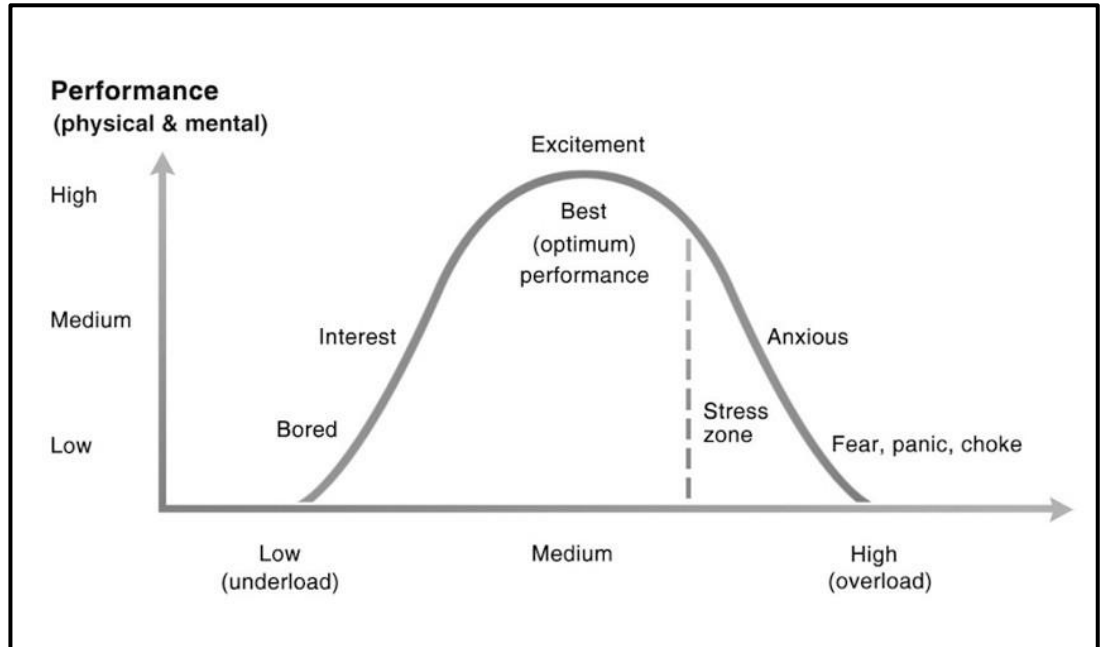 Performance
(physical & mental)
Excitement
High
Best
(optimum)
performance
Medium
Interest
Anxious
Stress
zone
Bored
Low
Fear, panic, choke
Low
(underload)
Medium
High
(overload)